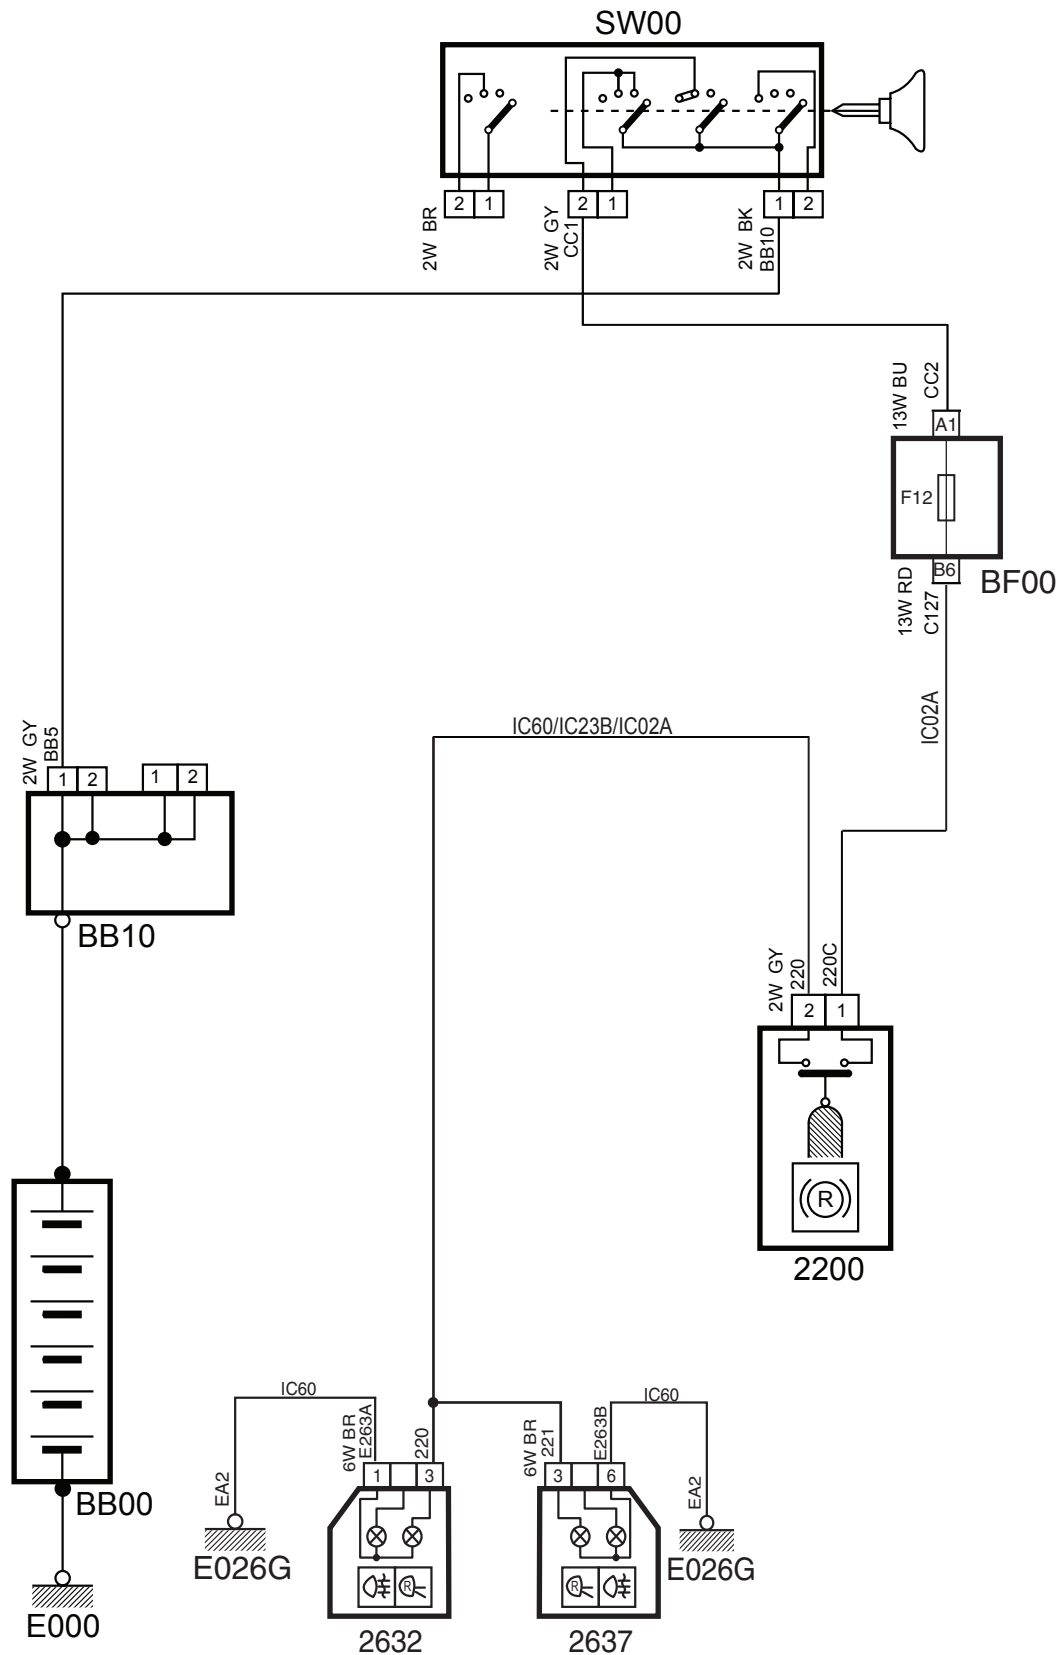 SW00
2 1
2 1
1 2
2W BR
2W GY
CC1
2W BK
BB10
13W BU
CC2
A1
F12
B6
BF00
13W RD
C127
IC02A
IC60/IC23B/IC02A
2W GY
BB5
1 2
1 2
BB10
2W GY
220
220C
2 1
R
2200
IC60
IC60
6W BR
E263A
220
6W BR
221
E263B
1 3
3 6
EA2
EA2
BB00
E026G
R
R
E026G
E000
2632
2637